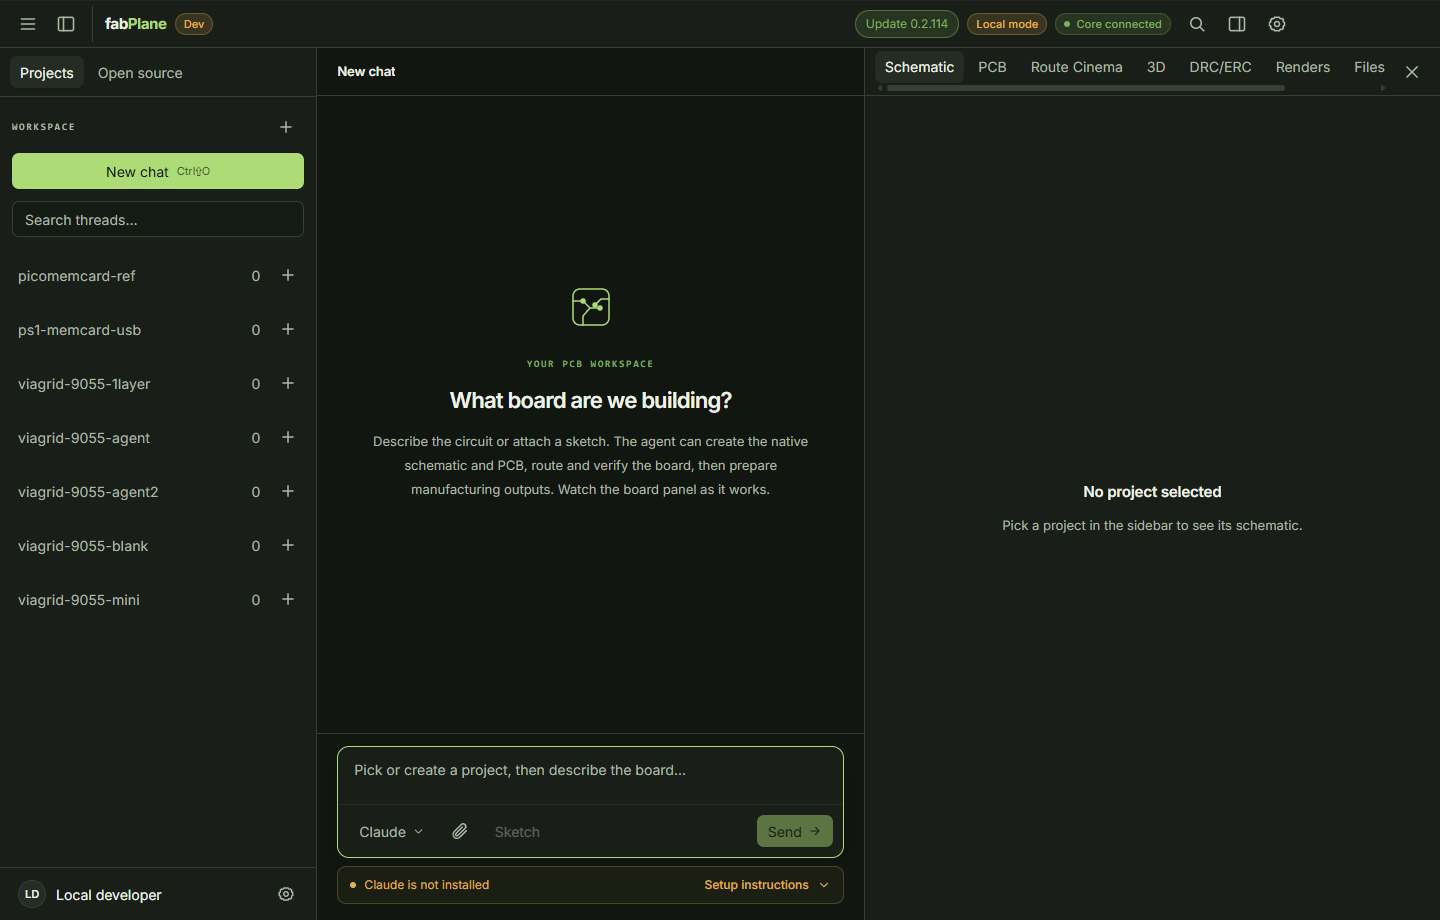 fabPlane Dev
Update 0.2.114 Local mode Core connected
Projects Open source
WORKSPACE
New chat Ctrl⇧O
Search threads...
picomemcard-ref 0
ps1-memcard-usb 0
viagrid-9055-1layer 0
viagrid-9055-agent 0
viagrid-9055-agent2 0
viagrid-9055-blank 0
viagrid-9055-mini 0
LD Local developer
New chat
YOUR PCB WORKSPACE
What board are we building?
Describe the circuit or attach a sketch. The agent can create the native
schematic and PCB, route and verify the board, then prepare
manufacturing outputs. Watch the board panel as it works.
Pick or create a project, then describe the board...
Claude Sketch Send
Claude is not installed Setup instructions
Schematic PCB Route Cinema 3D DRC/ERC Renders Files
No project selected
Pick a project in the sidebar to see its schematic.